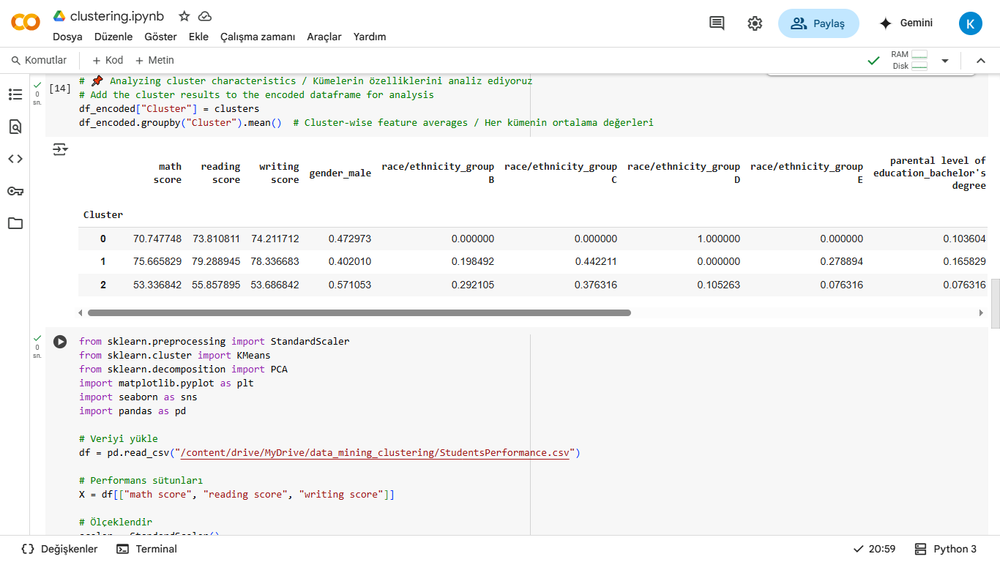 clustering.ipynb
Dosya Düzenle Göster Ekle Çalışma zamanı Araçlar Yardım
Paylaş
Gemini
K
Komutlar
+ Kod + Metin
RAM
Disk
0
sn.
[14]
# 📌 Analyzing cluster characteristics / Kümelerin özelliklerini analiz ediyoruz
# Add the cluster results to the encoded dataframe for analysis
df_encoded["Cluster"] = clusters
df_encoded.groupby("Cluster").mean()  # Cluster-wise feature averages / Her kümenin ortalama değerleri
math score reading score writing score gender_male race/ethnicity_group B race/ethnicity_group C race/ethnicity_group D race/ethnicity_group E parental level of education_bachelor's degree
Cluster
0 70.747748 73.810811 74.211712 0.472973 0.000000 0.000000 1.000000 0.000000 0.103604
1 75.665829 79.288945 78.336683 0.402010 0.198492 0.442211 0.000000 0.278894 0.165829
2 53.336842 55.857895 53.686842 0.571053 0.292105 0.376316 0.105263 0.076316 0.076316
0
sn.
from sklearn.preprocessing import StandardScaler
from sklearn.cluster import KMeans
from sklearn.decomposition import PCA
import matplotlib.pyplot as plt
import seaborn as sns
import pandas as pd
# Veriyi yükle
df = pd.read_csv("/content/drive/MyDrive/data_mining_clustering/StudentsPerformance.csv")
# Performans sütunları
X = df[["math score", "reading score", "writing score"]]
# Ölçeklendir
scaler = StandardScaler()
{} Değişkenler
Terminal
20:59
Python 3